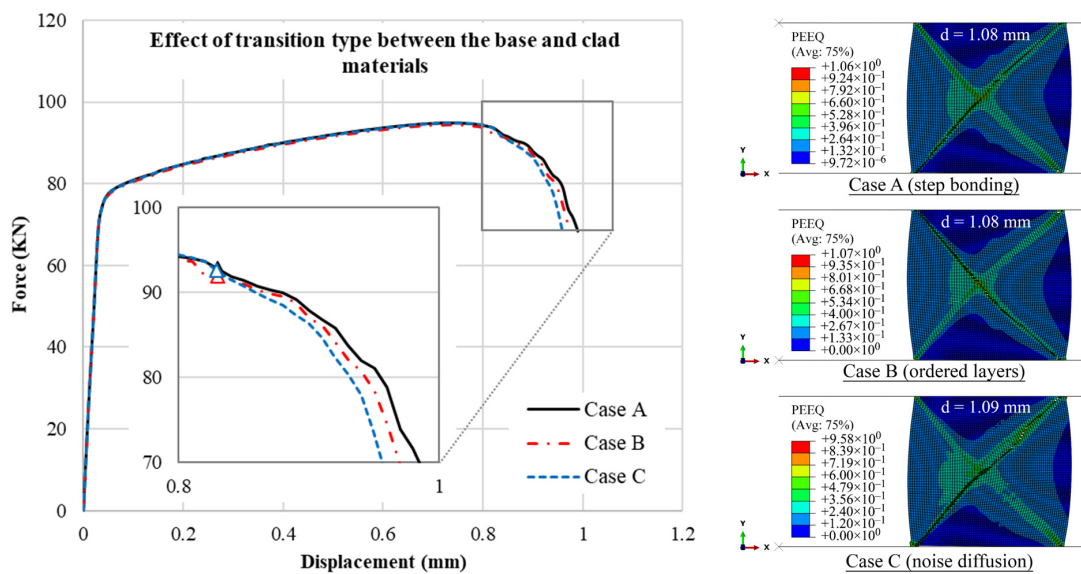 Effect of transition type between the base and clad
materials
Force (KN)
120
100
80
60
40
20
0
0
0.2
0.4
0.6
0.8
1
1.2
Displacement (mm)
100
90
80
70
0.8
1
Case A
Case B
Case C
PEEQ
(Avg: 75%)
+1.06×10⁰
+9.24×10⁻¹
+7.92×10⁻¹
+6.60×10⁻¹
+5.28×10⁻¹
+3.96×10⁻¹
+2.64×10⁻¹
+1.32×10⁻¹
+9.72×10⁻⁶
d = 1.08 mm
Y
X
Case A (step bonding)
PEEQ
(Avg: 75%)
+1.07×10⁰
+9.35×10⁻¹
+8.01×10⁻¹
+6.68×10⁻¹
+5.34×10⁻¹
+4.00×10⁻¹
+2.67×10⁻¹
+1.33×10⁻¹
+0.00×10⁰
d = 1.08 mm
Y
X
Case B (ordered layers)
PEEQ
(Avg: 75%)
+9.58×10⁰
+8.39×10⁻¹
+7.19×10⁻¹
+6.00×10⁻¹
+4.79×10⁻¹
+3.56×10⁻¹
+2.40×10⁻¹
+1.20×10⁻¹
+0.00×10⁰
d = 1.09 mm
Y
X
Case C (noise diffusion)